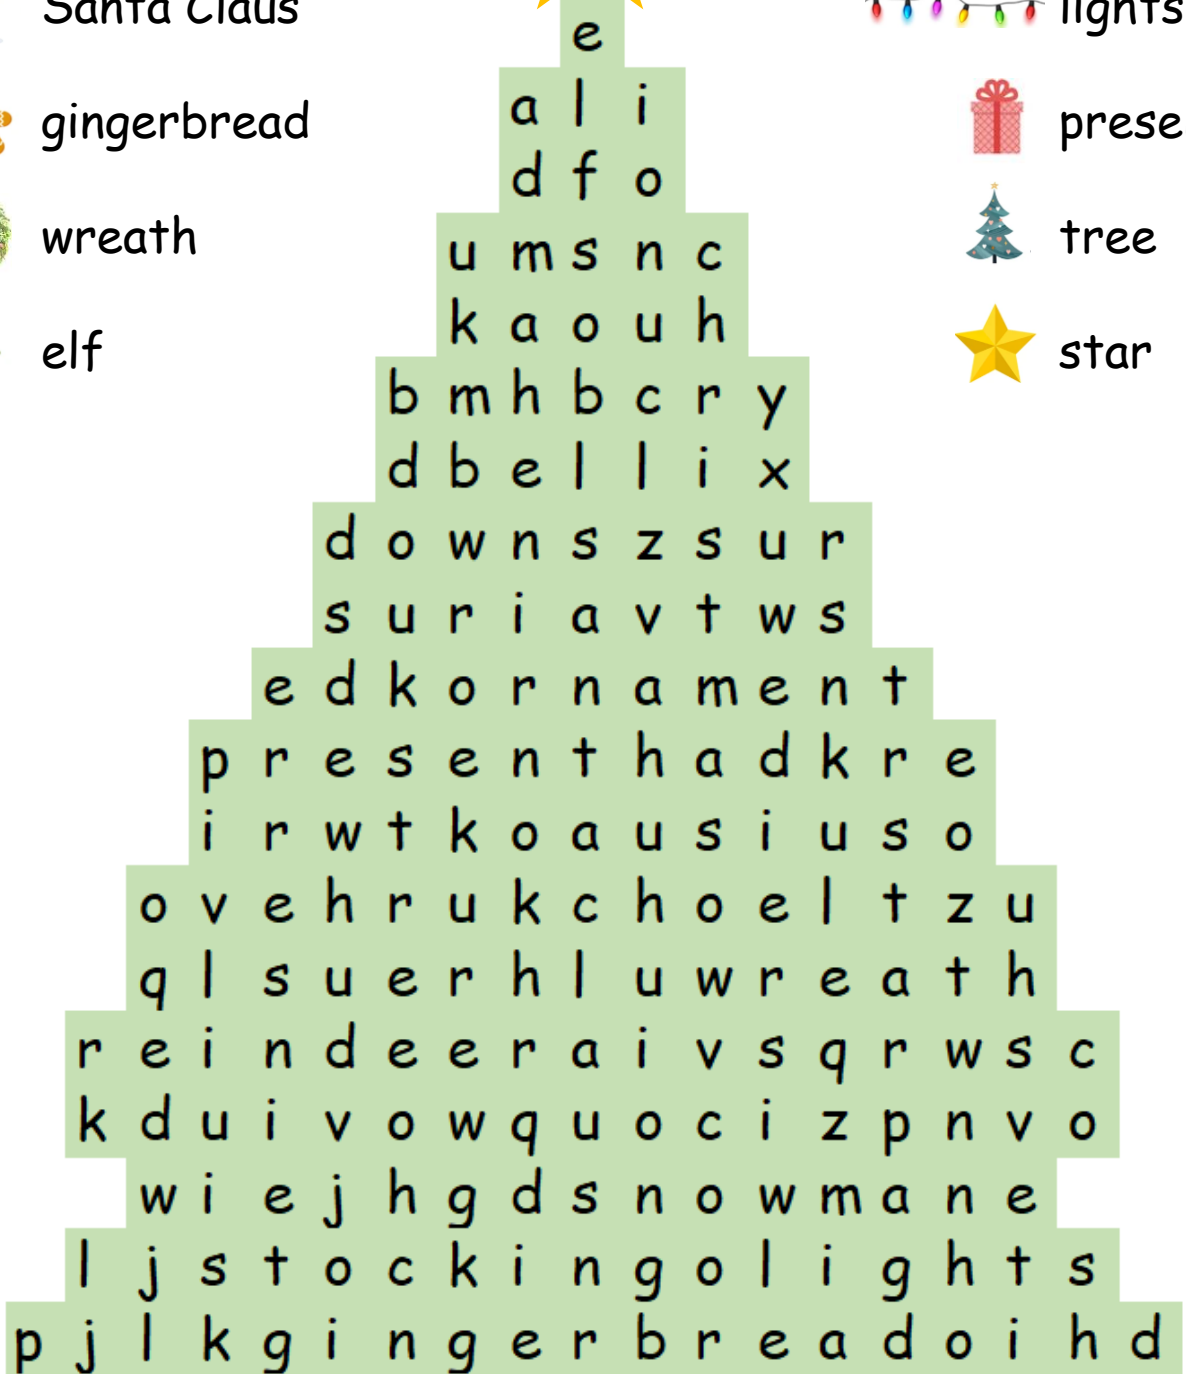 Santa Claus
lights
gingerbread
prese
wreath
tree
elf
star
e
a l i
d f o
u m s n c
k a o u h
b m h b c r y
d b e l l i x
d o w n s z s u r
s u r i a v t w s
e d k o r n a m e n t
p r e s e n t h a d k r e
i r w t k o a u s i u s o
o v e h r u k c h o e l t z u
q l s u e r h l u w r e a t h
r e i n d e e r a i v s q r w s c
k d u i v o w q u o c i z p n v o
w i e j h g d s n o w m a n e
l j s t o c k i n g o l i g h t s
p j l k g i n g e r b r e a d o i h d